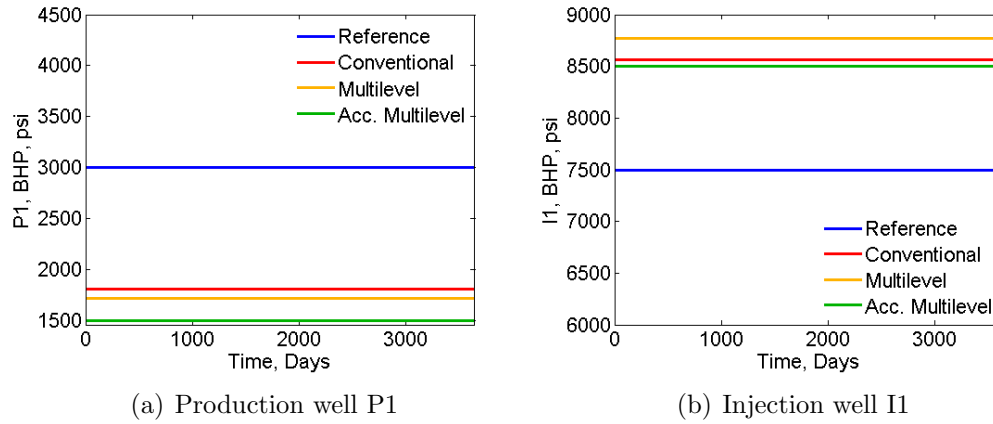 4500
4000
3500
3000
2500
2000
1500
P1, BHP, psi
Reference
Conventional
Multilevel
Acc. Multilevel
0
1000
2000
3000
Time, Days
(a) Production well P1
9000
8500
8000
7500
7000
6500
6000
I1, BHP, psi
Reference
Conventional
Multilevel
Acc. Multilevel
0
1000
2000
3000
Time, Days
(b) Injection well I1